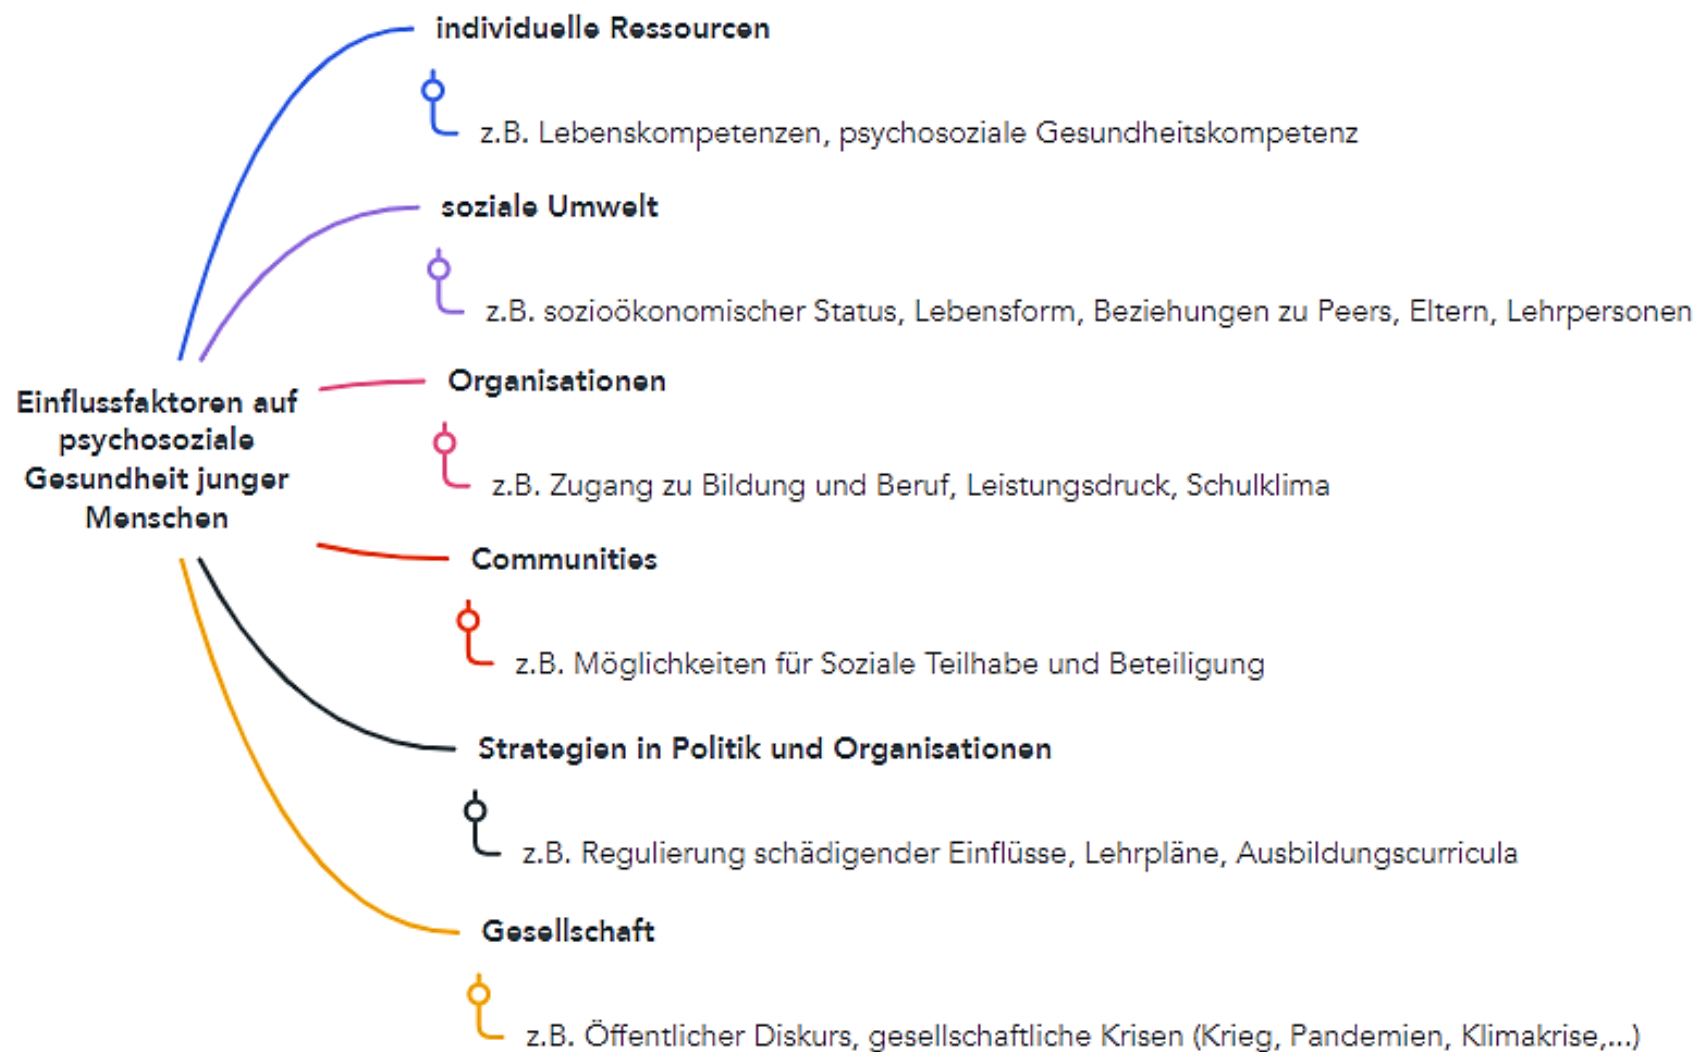 individuelle Ressourcen
z.B. Lebenskompetenzen, psychosoziale Gesundheitskompetenz
soziale Umwelt
z.B. sozioökonomischer Status, Lebensform, Beziehungen zu Peers, Eltern, Lehrpersonen
Einflussfaktoren auf
psychosoziale
Gesundheit junger
Menschen
Organisationen
z.B. Zugang zu Bildung und Beruf, Leistungsdruck, Schulklima
Communities
z.B. Möglichkeiten für Soziale Teilhabe und Beteiligung
Strategien in Politik und Organisationen
z.B. Regulierung schädigender Einflüsse, Lehrpläne, Ausbildungscurricula
Gesellschaft
z.B. Öffentlicher Diskurs, gesellschaftliche Krisen (Krieg, Pandemien, Klimakrise,...)